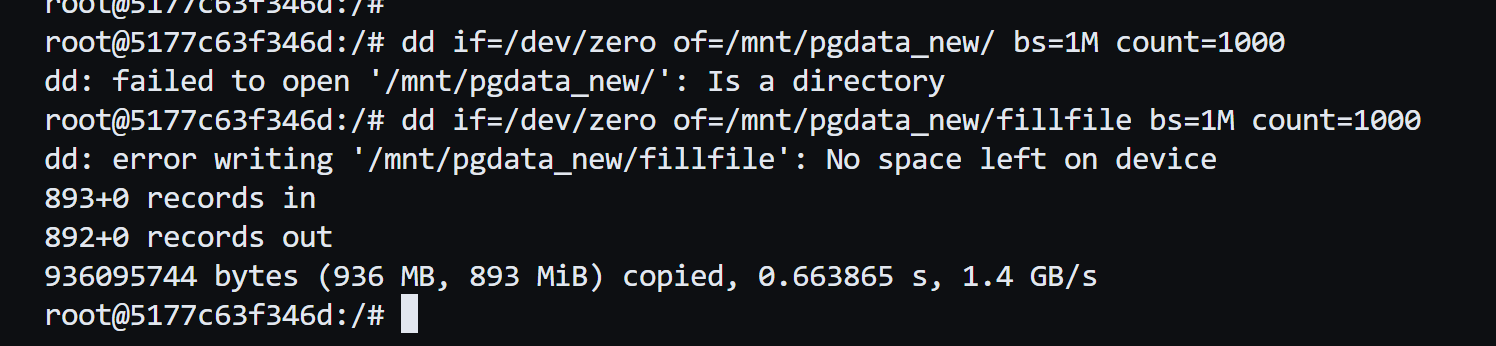 root@5177c63f346d:/#
root@5177c63f346d:/# dd if=/dev/zero of=/mnt/pgdata_new/ bs=1M count=1000
dd: failed to open '/mnt/pgdata_new/': Is a directory
root@5177c63f346d:/# dd if=/dev/zero of=/mnt/pgdata_new/fillfile bs=1M count=1000
dd: error writing '/mnt/pgdata_new/fillfile': No space left on device
893+0 records in
892+0 records out
936095744 bytes (936 MB, 893 MiB) copied, 0.663865 s, 1.4 GB/s
root@5177c63f346d:/#